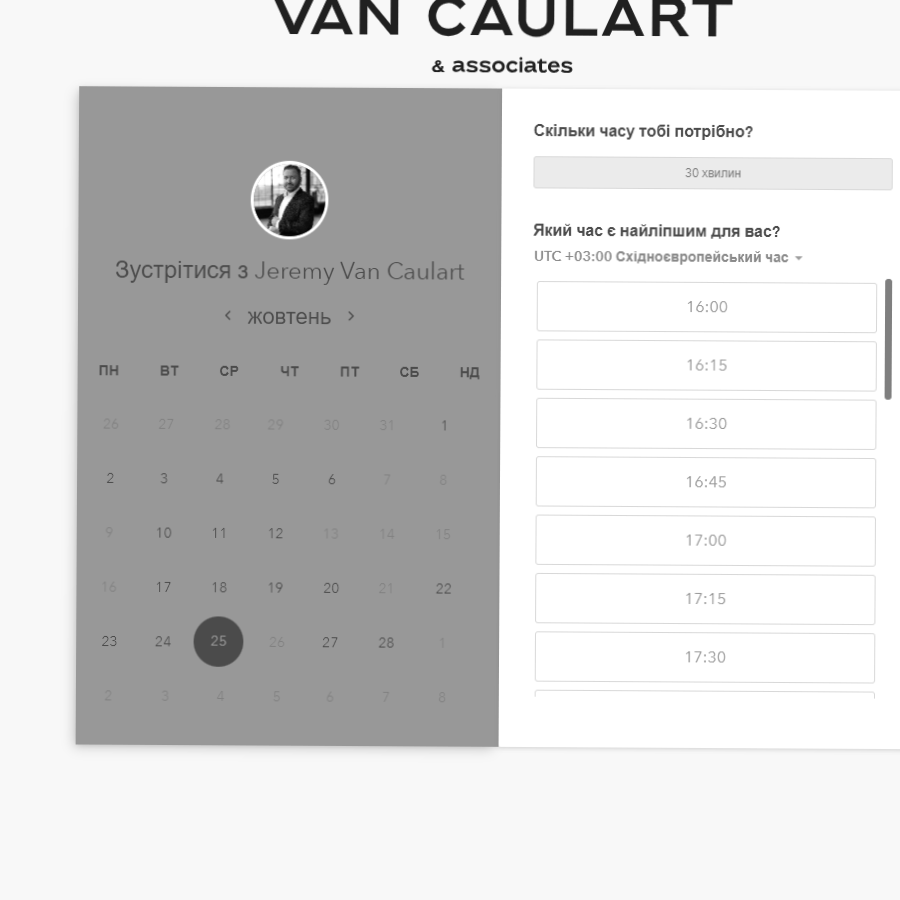 VAN CAULART
& associates
Зустрітися з Jeremy Van Caulart
жовтень
ПН ВТ СР ЧТ ПТ СБ НД
26 27 28 29 30 31 1
2 3 4 5 6 7 8
9 10 11 12 13 14 15
16 17 18 19 20 21 22
23 24 25 26 27 28 1
2 3 4 5 6 7 8
Скільки часу тобі потрібно?
30 хвилин
Який час є найліпшим для вас?
UTC +03:00 Східноєвропейський час
16:00
16:15
16:30
16:45
17:00
17:15
17:30